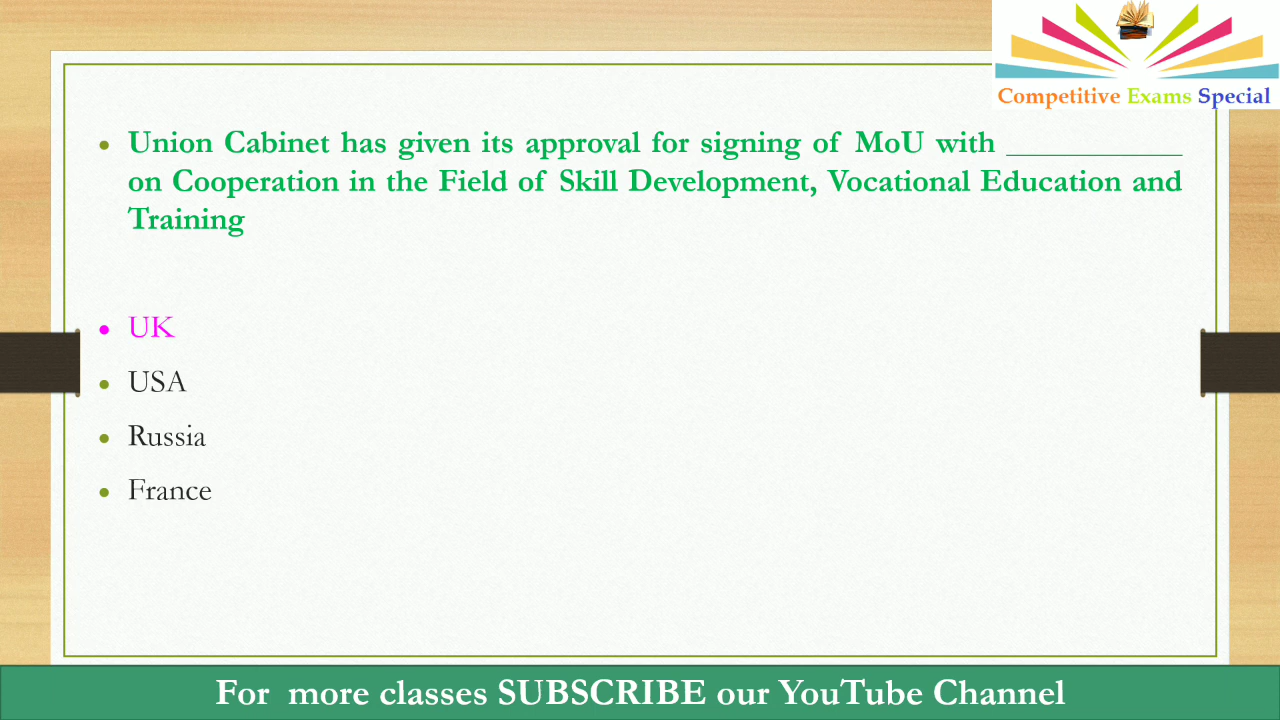 Competitive Exams Special
• Union Cabinet has given its approval for signing of MoU with ____________
on Cooperation in the Field of Skill Development, Vocational Education and
Training
• UK
• USA
• Russia
• France
For more classes SUBSCRIBE our YouTube Channel